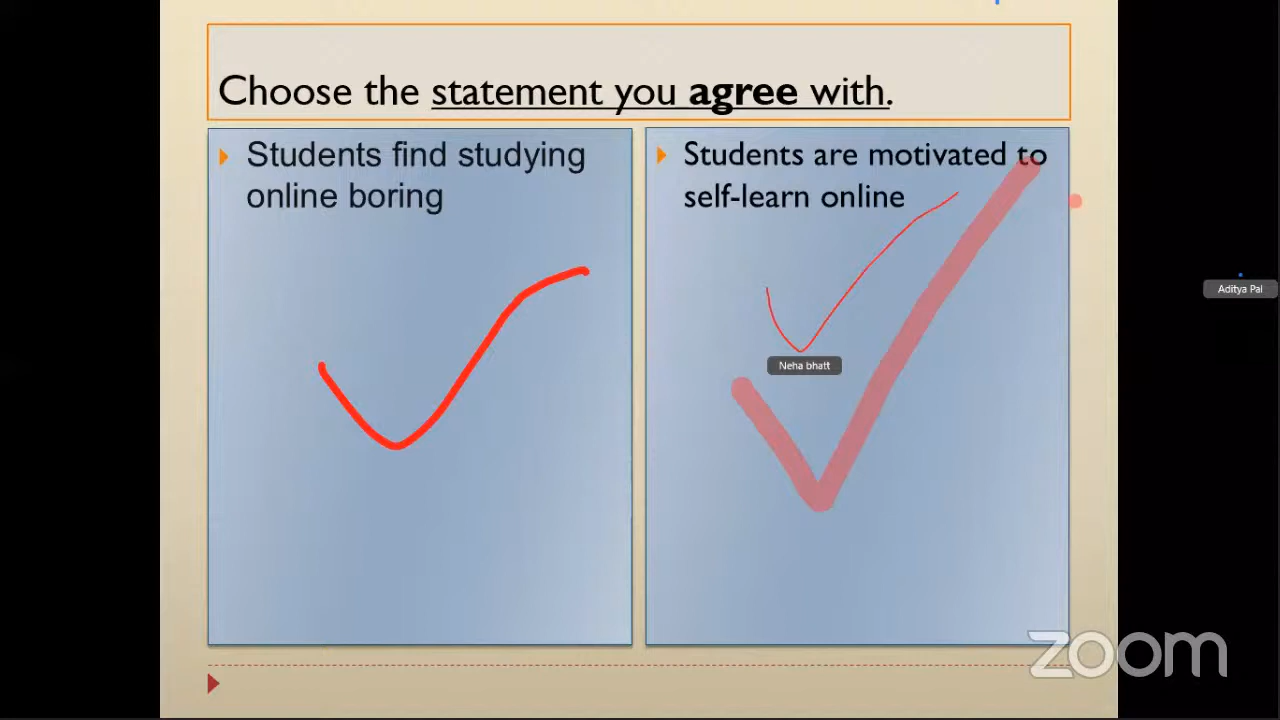 Choose the statement you agree with.
Students find studying
online boring
Students are motivated to
self-learn online
Neha bhatt
Aditya Pal
zoom